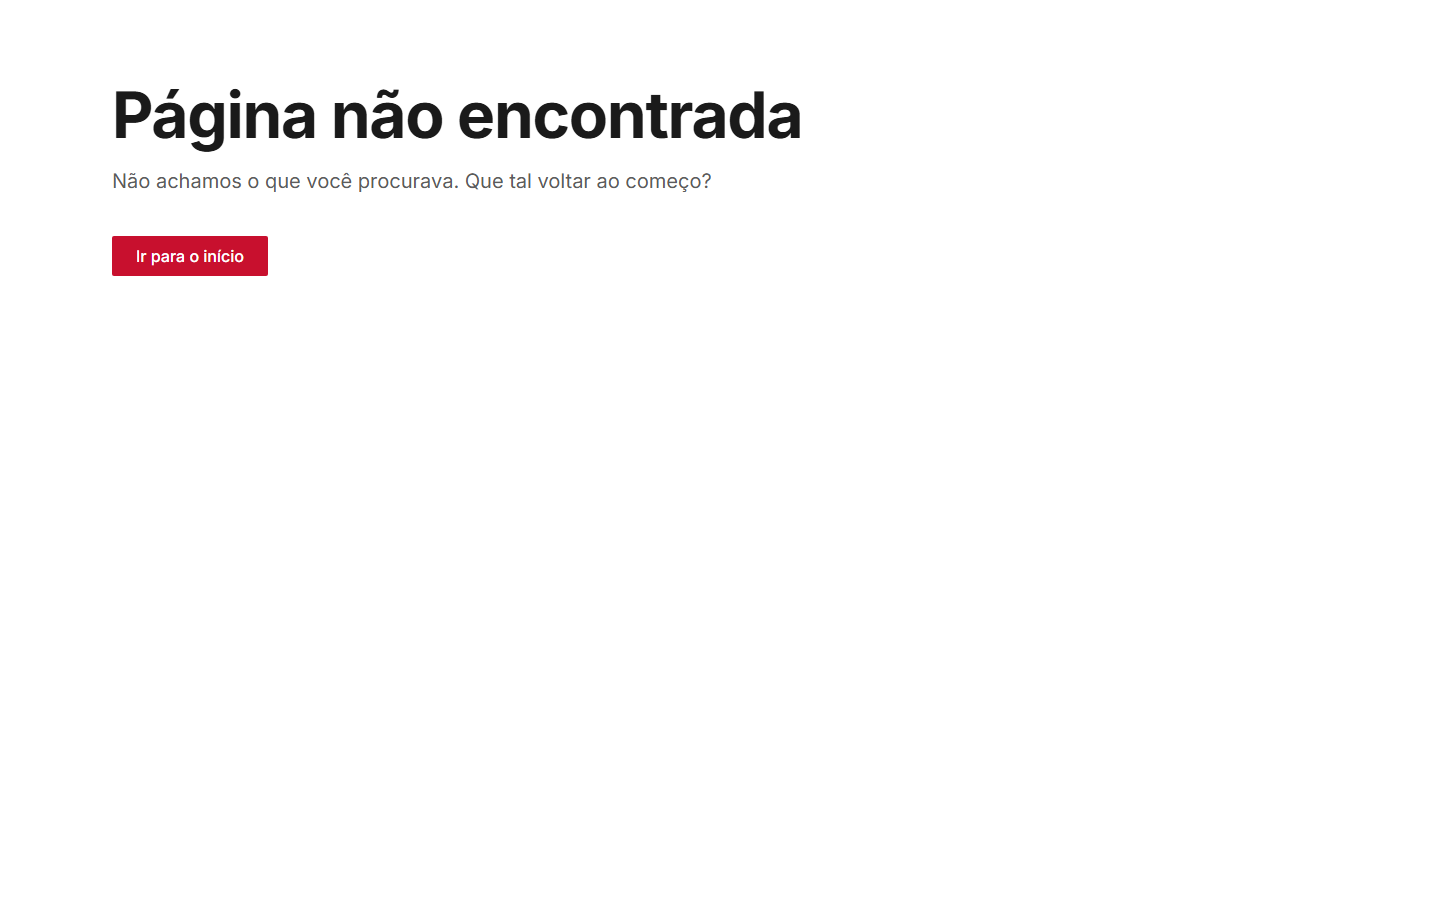 Página não encontrada
Não achamos o que você procurava. Que tal voltar ao começo?
Ir para o início